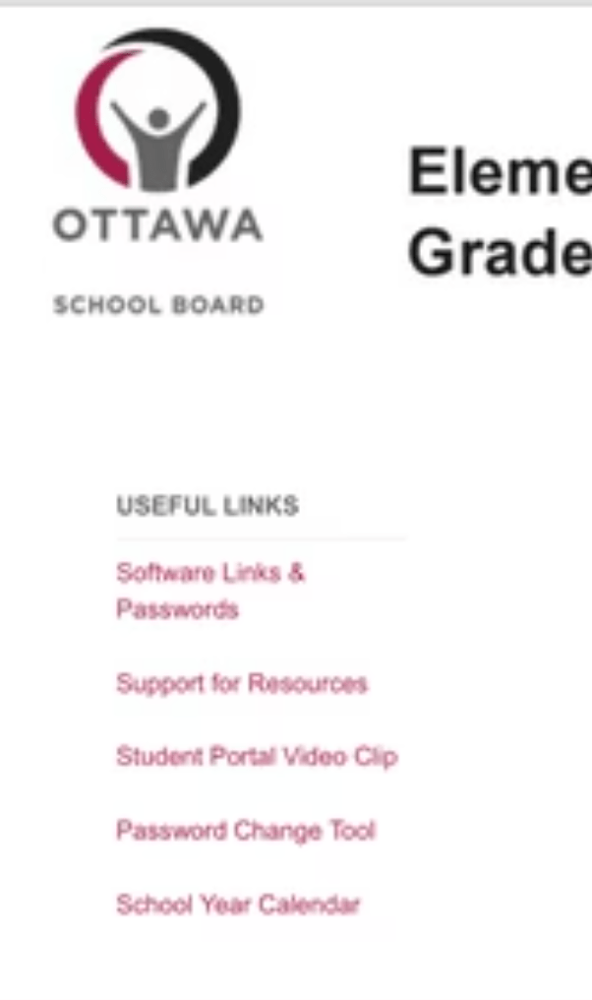 OTTAWA
SCHOOL BOARD
Eleme
Grade
USEFUL LINKS
Software Links &
Passwords
Support for Resources
Student Portal Video Clip
Password Change Tool
School Year Calendar